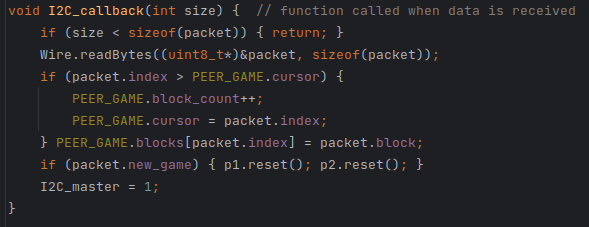 void I2C_callback(int size) {  // function called when data is received
    if (size < sizeof(packet)) { return; }
    Wire.readBytes((uint8_t*)&packet, sizeof(packet));
    if (packet.index > PEER_GAME.cursor) {
        PEER_GAME.block_count++;
        PEER_GAME.cursor = packet.index;
    } PEER_GAME.blocks[packet.index] = packet.block;
    if (packet.new_game) { p1.reset(); p2.reset(); }
    I2C_master = 1;
}